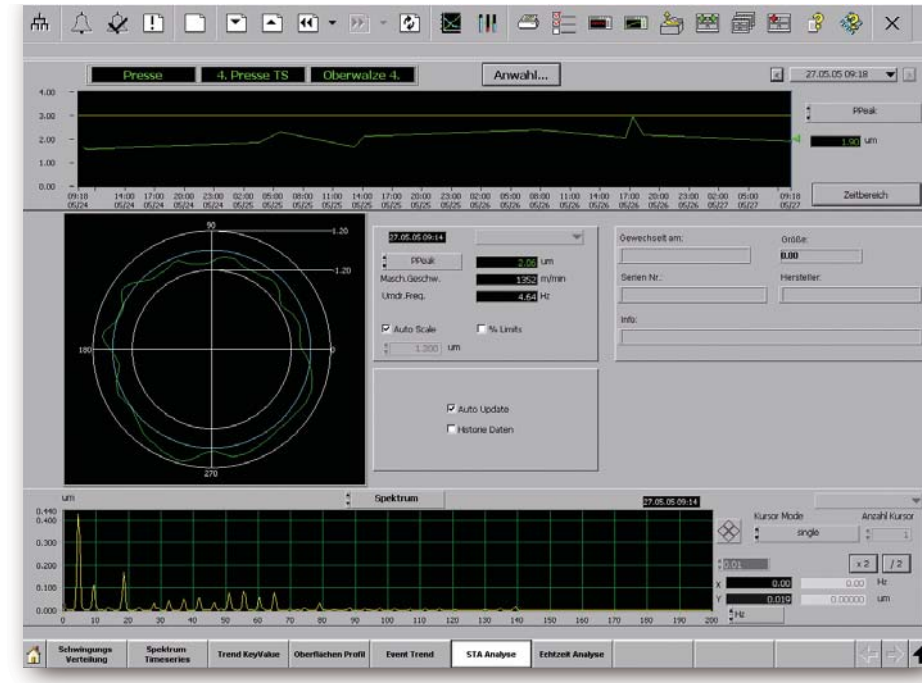 Presse 4. Presse TS Oberwalze 4. Anwahl... 27.05.05 09:18
4.00
3.00
2.00
1.00
0.00
PPeak
1.90 um
Zeitbereich
09:18 14:00 17:00 20:00 23:00 02:00 05:00 08:00 11:00 14:00 17:00 20:00 23:00 02:00 05:00 08:00 11:00 14:00 17:00 20:00 23:00 02:00 05:00 09:18
05/24 05/24 05/24 05/24 05/24 05/25 05/25 05/25 05/25 05/25 05/25 05/25 05/25 05/26 05/26 05/26 05/26 05/26 05/26 05/26 05/26 05/27 05/27 05/27
90
1.20
1.20
180
0
270
27.05.05 09:14
PPeak 2.06 um
Masch.Geschw. 1352 m/min
Umdr.Freq. 4.64 Hz
Auto Scale % Limits
1.200 um
Auto Update
Historie Daten
Gewechselt am: Größe:
0.00
Serien Nr.: Hersteller:
Info:
um Spektrum 27.05.05 09:14
0.440
0.400
0.300
0.200
0.100
0.000
0 10 20 30 40 50 60 70 80 90 100 110 120 130 140 150 160 170 180 190 200
Kursor Mode Anzahl Kursor
single 1
0.01 x 2 / 2
X 0.00 0.00 Hz
Y 0.019 0.00000 um
Hz
Schwingungs Verteilung
Spektrum Timeseries
Trend KeyValue
Oberflächen Profil
Event Trend
STA Analyse
Echtzeit Analyse